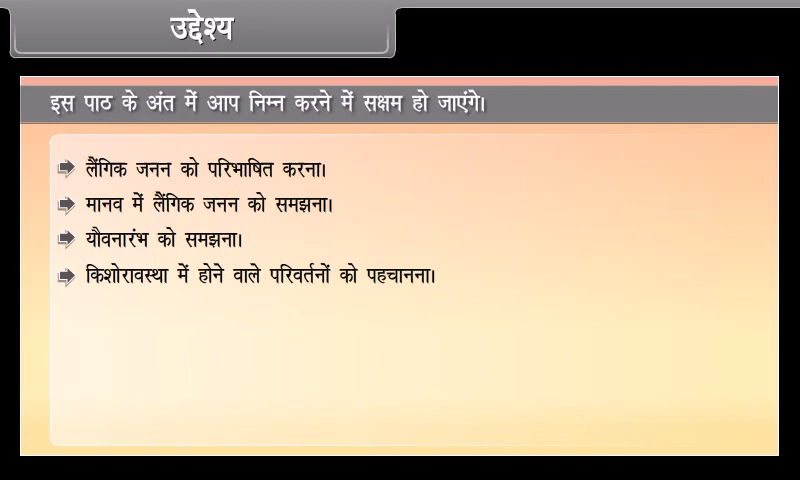 उद्देश्य
इस पाठ के अंत में आप निम्न करने में सक्षम हो जाएंगे।
लैंगिक जनन को परिभाषित करना।
मानव में लैंगिक जनन को समझना।
यौवनारंभ को समझना।
किशोरावस्था में होने वाले परिवर्तनों को पहचानना।